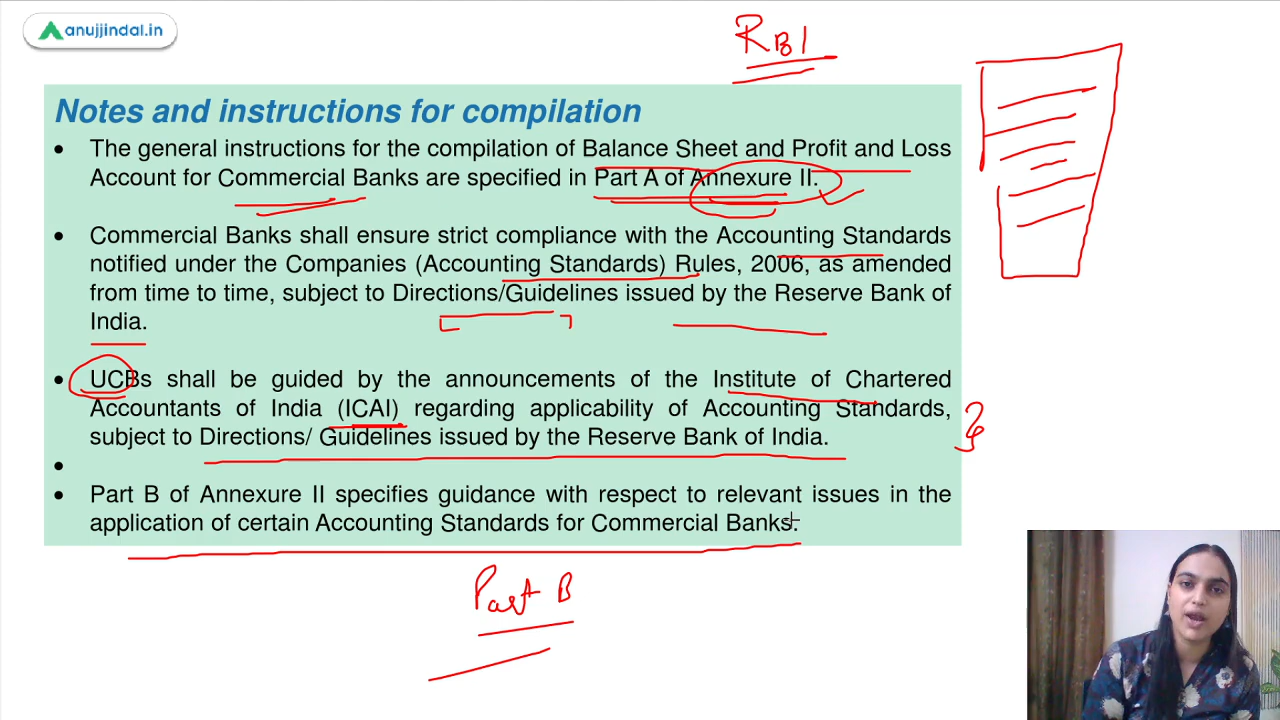 anujjindal.in
RBI
Notes and instructions for compilation
• The general instructions for the compilation of Balance Sheet and Profit and Loss
Account for Commercial Banks are specified in Part A of Annexure II.
• Commercial Banks shall ensure strict compliance with the Accounting Standards
notified under the Companies (Accounting Standards) Rules, 2006, as amended
from time to time, subject to Directions/Guidelines issued by the Reserve Bank of
India.
• UCBs shall be guided by the announcements of the Institute of Chartered
Accountants of India (ICAI) regarding applicability of Accounting Standards,
subject to Directions/ Guidelines issued by the Reserve Bank of India.
•
• Part B of Annexure II specifies guidance with respect to relevant issues in the
application of certain Accounting Standards for Commercial Banks.
Part B